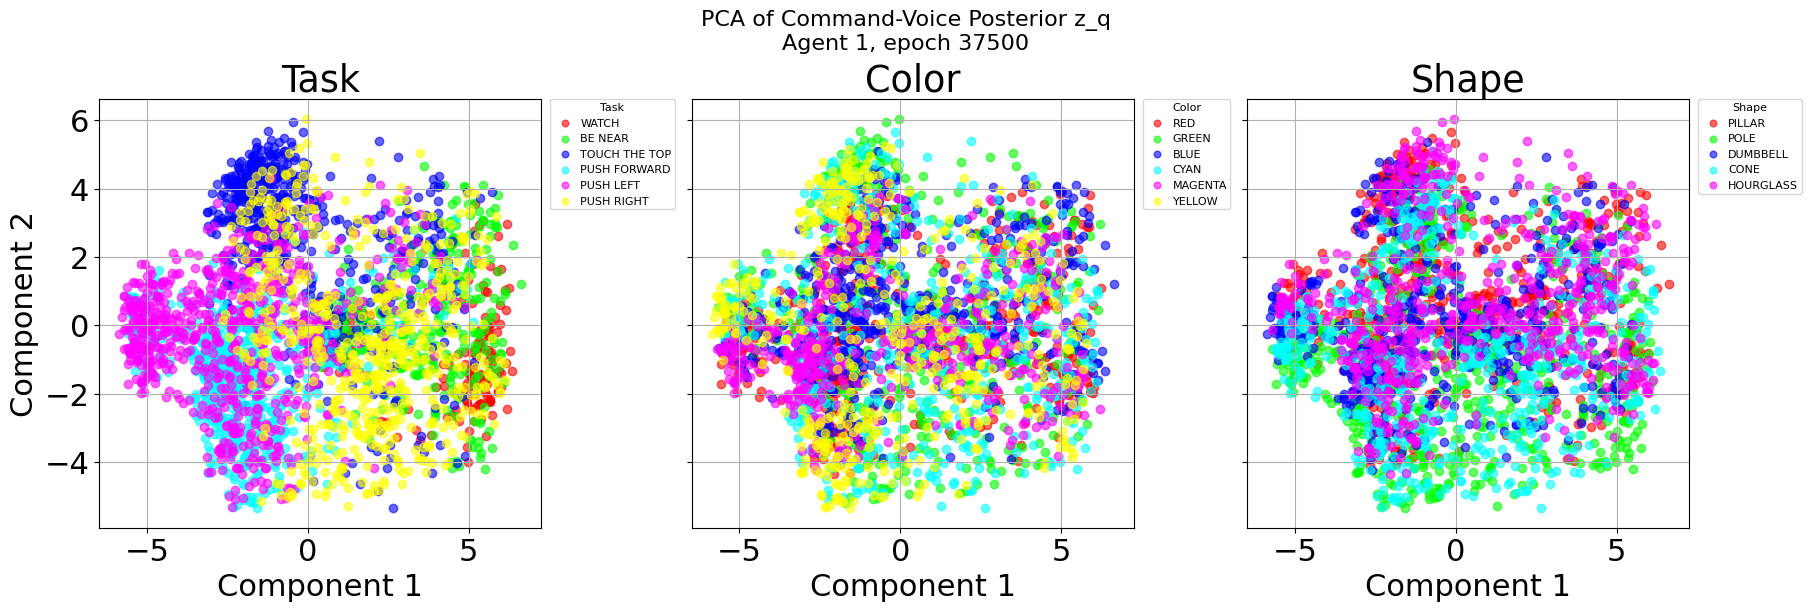 PCA of Command-Voice Posterior z_q
Agent 1, epoch 37500
Task
Color
Shape
Component 2
6
4
2
0
−2
−4
−5 0 5
Component 1
Task
WATCH
BE NEAR
TOUCH THE TOP
PUSH FORWARD
PUSH LEFT
PUSH RIGHT
−5 0 5
Component 1
Color
RED
GREEN
BLUE
CYAN
MAGENTA
YELLOW
−5 0 5
Component 1
Shape
PILLAR
POLE
DUMBBELL
CONE
HOURGLASS